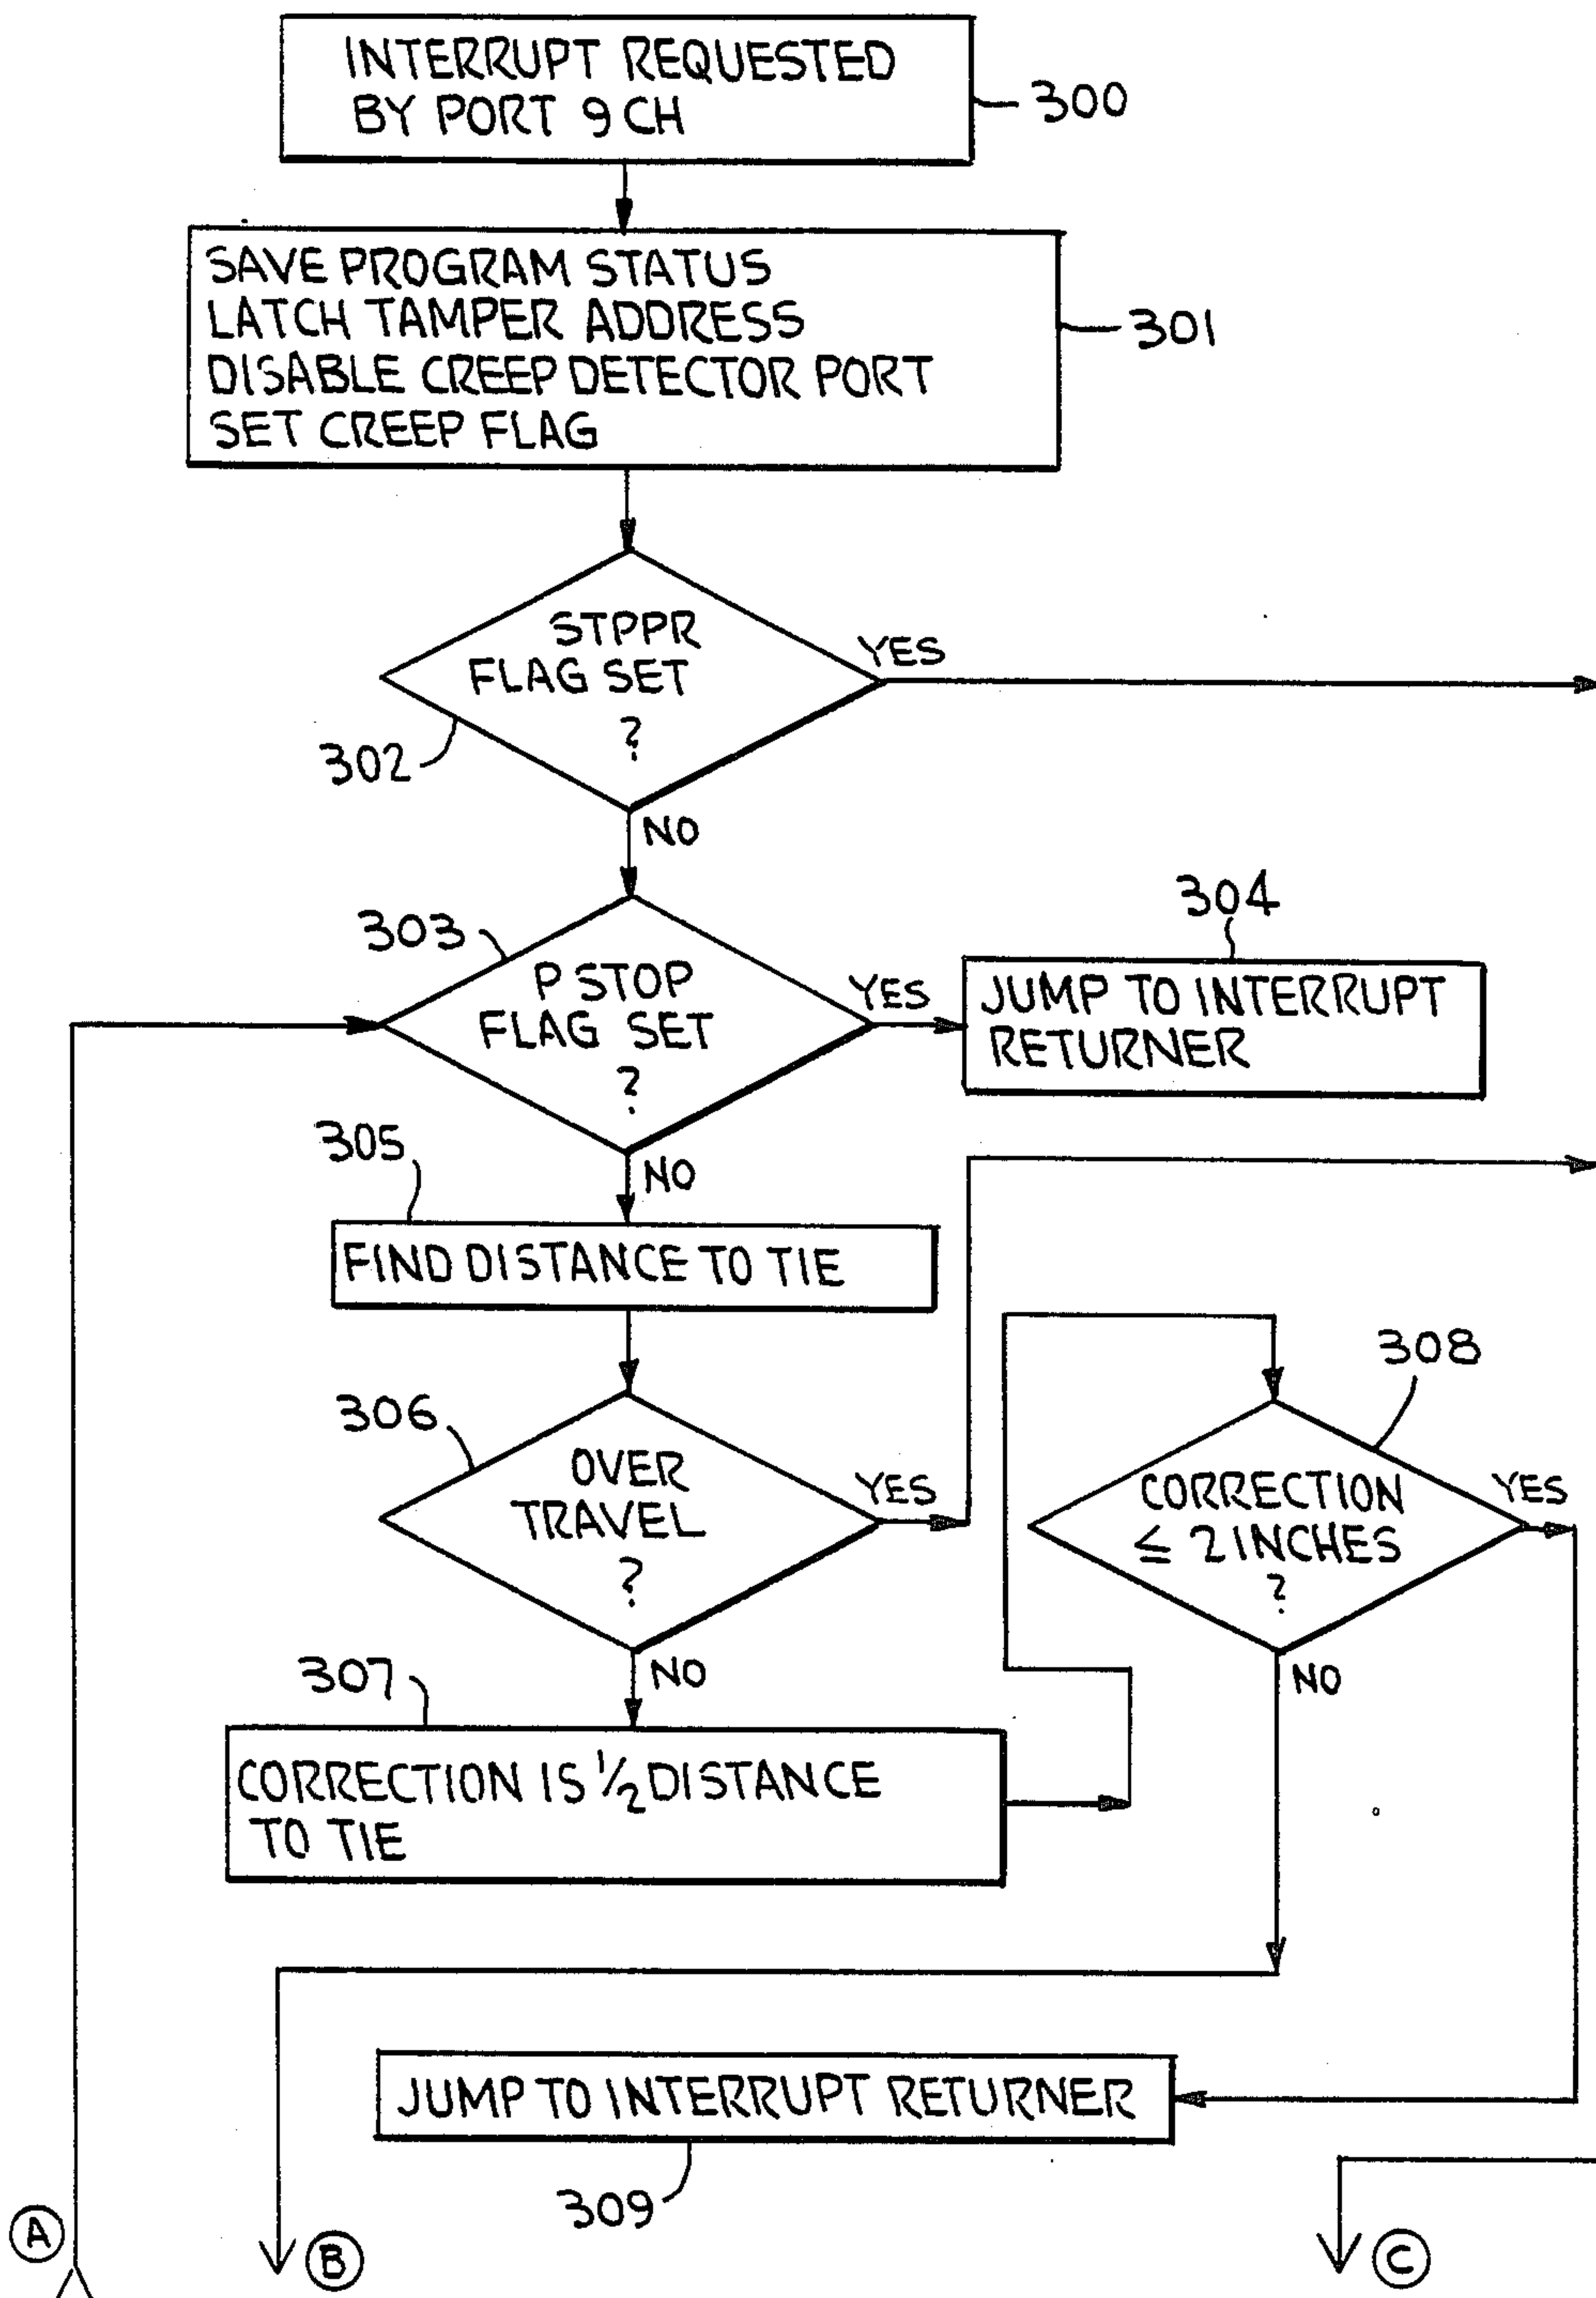 INTERRUPT REQUESTED
BY PORT 9 CH
300
SAVE PROGRAM STATUS
LATCH TAMPER ADDRESS
DISABLE CREEP DETECTOR PORT
SET CREEP FLAG
301
STPPR
FLAG SET
?
YES
302
NO
303
P STOP
FLAG SET
?
YES
304
JUMP TO INTERRUPT
RETURNER
NO
305
FIND DISTANCE TO TIE
306
OVER
TRAVEL
?
YES
308
CORRECTION
≤ 2 INCHES
?
YES
NO
NO
307
CORRECTION IS 1/2 DISTANCE
TO TIE
JUMP TO INTERRUPT RETURNER
309
A
B
C